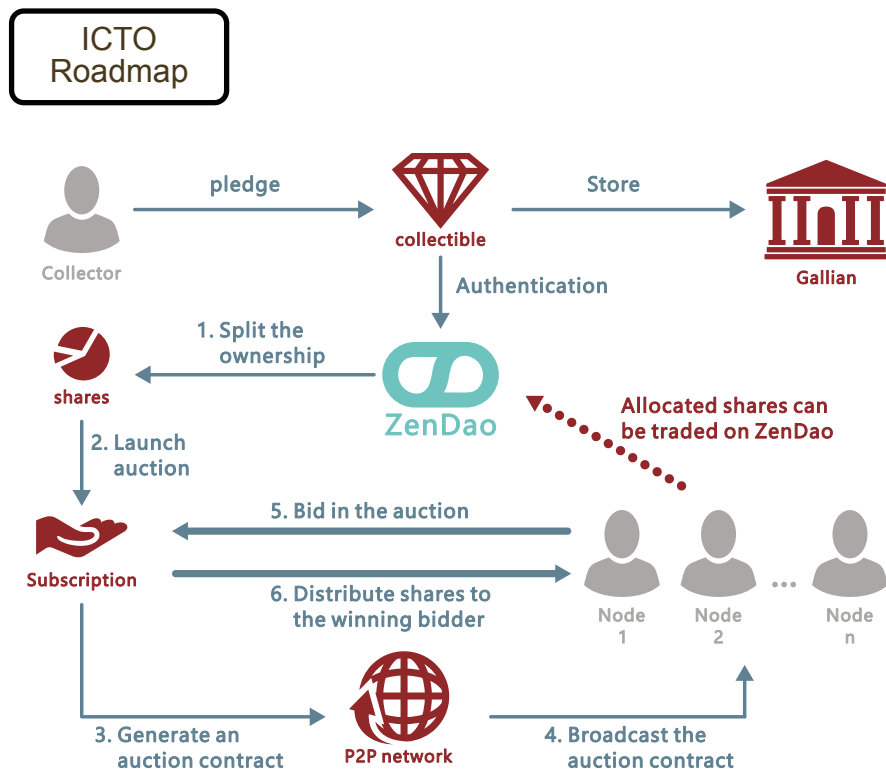 ICTO
Roadmap
pledge
Store
Collector
collectible
Gallian
Authentication
1. Split the
ownership
shares
ZenDao
Allocated shares can
be traded on ZenDao
2. Launch
auction
5. Bid in the auction
Subscription
6. Distribute shares to
the winning bidder
Node
1
Node
2
...
Node
n
3. Generate an
auction contract
P2P network
4. Broadcast the
auction contract